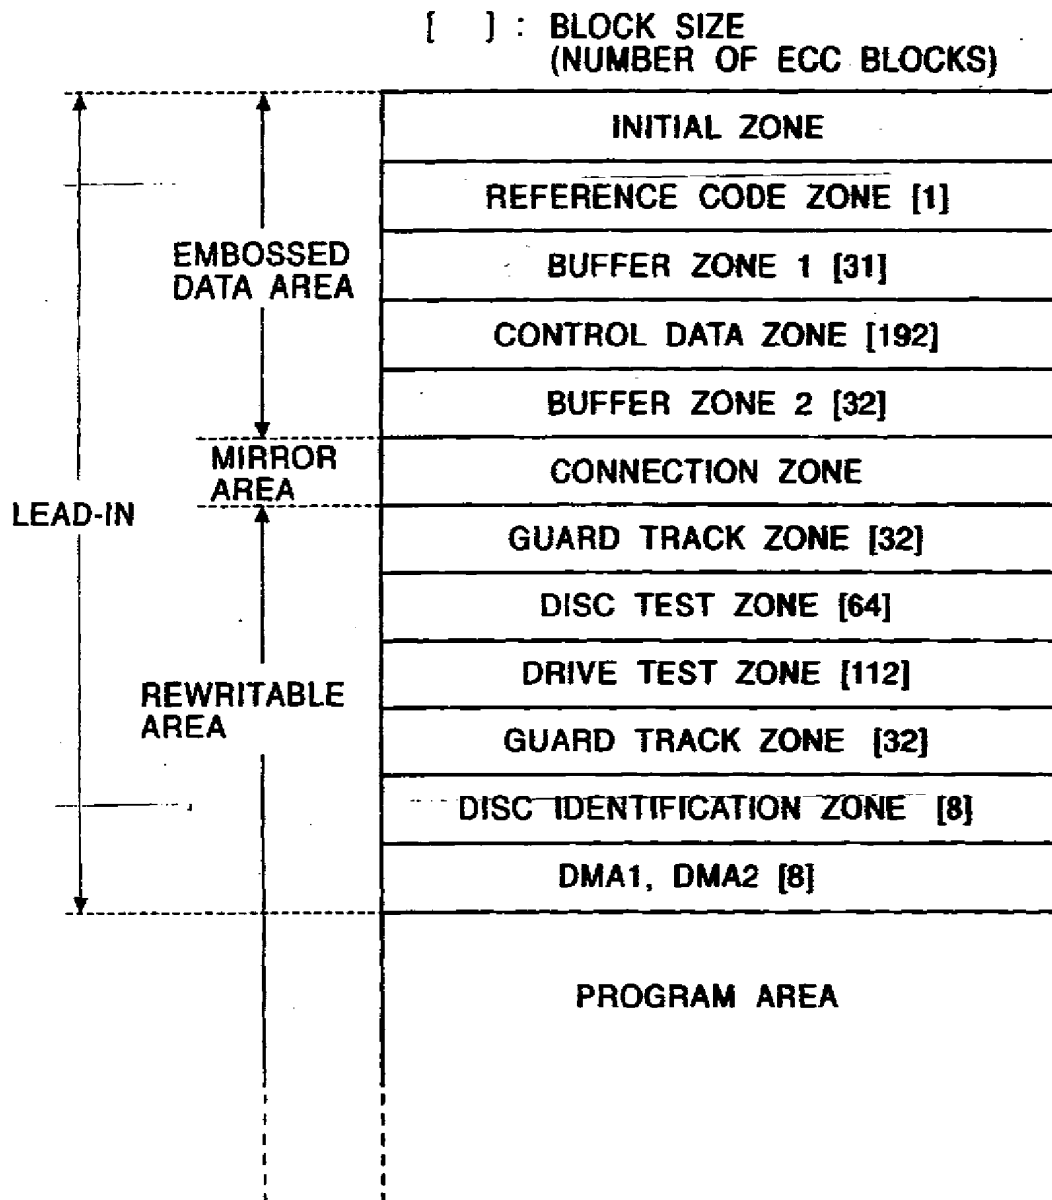 [ ] : BLOCK SIZE
(NUMBER OF ECC BLOCKS)
INITIAL ZONE
REFERENCE CODE ZONE [1]
EMBOSSED
DATA AREA
BUFFER ZONE 1 [31]
CONTROL DATA ZONE [192]
BUFFER ZONE 2 [32]
MIRROR
AREA
CONNECTION ZONE
LEAD-IN
GUARD TRACK ZONE [32]
DISC TEST ZONE [64]
DRIVE TEST ZONE [112]
REWRITABLE
AREA
GUARD TRACK ZONE [32]
DISC IDENTIFICATION ZONE [8]
DMA1, DMA2 [8]
PROGRAM AREA